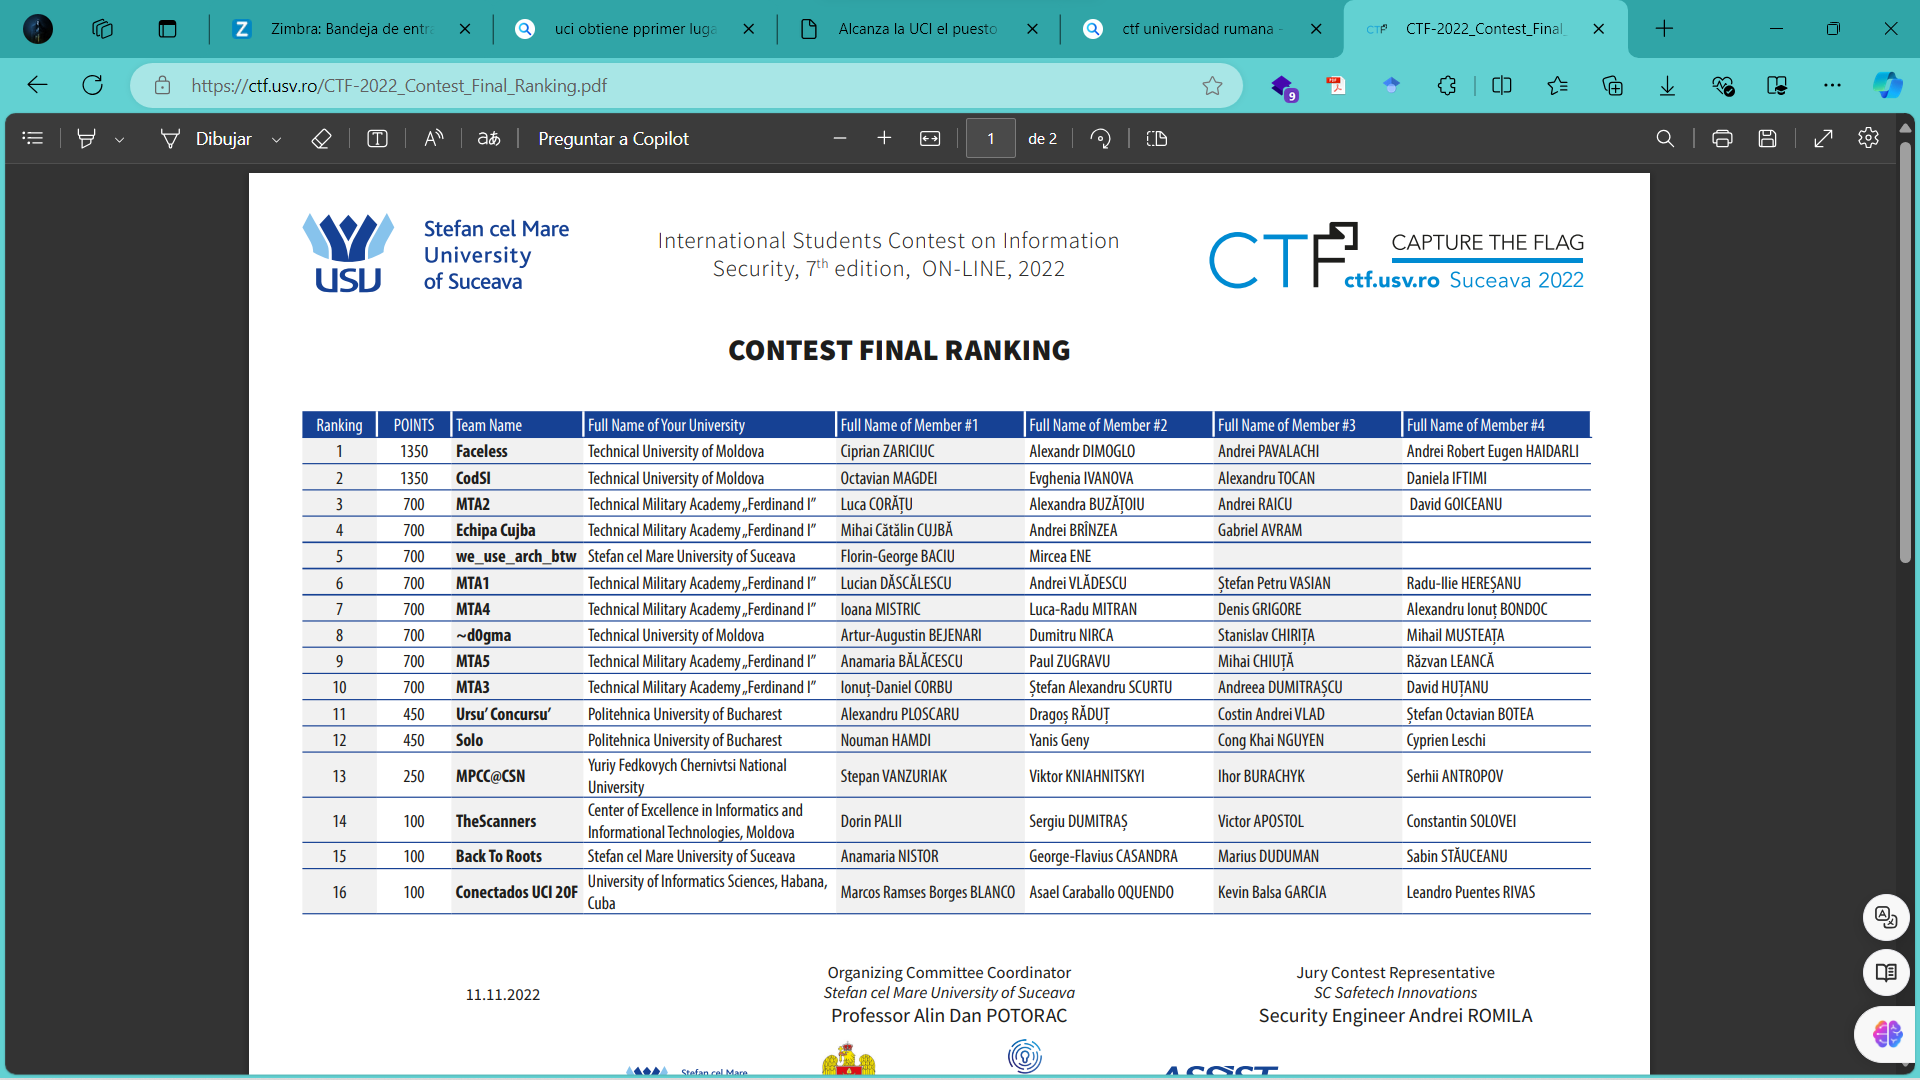 Zimbra: Bandeja de entra
uci obtiene pprimer luga
Alcanza la UCI el puesto
ctf universidad rumana -
CTF-2022_Contest_Final_
https://ctf.usv.ro/CTF-2022_Contest_Final_Ranking.pdf
9
Dibujar
Preguntar a Copilot
1
de 2
Stefan cel Mare
University
of Suceava
USU
International Students Contest on Information
Security, 7th edition, ON-LINE, 2022
CTF
CAPTURE THE FLAG
ctf.usv.ro Suceava 2022
CONTEST FINAL RANKING
Ranking POINTS Team Name Full Name of Your University Full Name of Member #1 Full Name of Member #2 Full Name of Member #3 Full Name of Member #4
1 1350 Faceless Technical University of Moldova Ciprian ZARICIUC Alexandr DIMOGLO Andrei PAVALACHI Andrei Robert Eugen HAIDARLI
2 1350 CodSI Technical University of Moldova Octavian MAGDEI Evghenia IVANOVA Alexandru TOCAN Daniela IFTIMI
3 700 MTA2 Technical Military Academy „Ferdinand I” Luca CORĂȚU Alexandra BUZĂȚOIU Andrei RAICU David GOICEANU
4 700 Echipa Cujba Technical Military Academy „Ferdinand I” Mihai Cătălin CUJBĂ Andrei BRÎNZEA Gabriel AVRAM
5 700 we_use_arch_btw Stefan cel Mare University of Suceava Florin-George BACIU Mircea ENE
6 700 MTA1 Technical Military Academy „Ferdinand I” Lucian DĂSCĂLESCU Andrei VLĂDESCU Ștefan Petru VASIAN Radu-Ilie HEREȘANU
7 700 MTA4 Technical Military Academy „Ferdinand I” Ioana MISTRIC Luca-Radu MITRAN Denis GRIGORE Alexandru Ionuț BONDOC
8 700 ~d0gma Technical University of Moldova Artur-Augustin BEJENARI Dumitru NIRCA Stanislav CHIRIȚA Mihail MUSTEAȚA
9 700 MTA5 Technical Military Academy „Ferdinand I” Anamaria BĂLĂCESCU Paul ZUGRAVU Mihai CHIUȚĂ Răzvan LEANCĂ
10 700 MTA3 Technical Military Academy „Ferdinand I” Ionuț-Daniel CORBU Ștefan Alexandru SCURTU Andreea DUMITRAȘCU David HUȚANU
11 450 Ursu’ Concursu’ Politehnica University of Bucharest Alexandru PLOSCARU Dragoș RĂDUȚ Costin Andrei VLAD Ștefan Octavian BOTEA
12 450 Solo Politehnica University of Bucharest Nouman HAMDI Yanis Geny Cong Khai NGUYEN Cyprien Leschi
13 250 MPCC@CSN Yuriy Fedkovych Chernivtsi National
University Stepan VANZURIAK Viktor KNIAHNITSKYI Ihor BURACHYK Serhii ANTROPOV
14 100 TheScanners Center of Excellence in Informatics and
Informational Technologies, Moldova Dorin PALII Sergiu DUMITRAȘ Victor APOSTOL Constantin SOLOVEI
15 100 Back To Roots Stefan cel Mare University of Suceava Anamaria NISTOR George-Flavius CASANDRA Marius DUDUMAN Sabin STĂUCEANU
16 100 Conectados UCI 20F University of Informatics Sciences, Habana,
Cuba Marcos Ramses Borges BLANCO Asael Caraballo OQUENDO Kevin Balsa GARCIA Leandro Puentes RIVAS
11.11.2022
Organizing Committee Coordinator
Stefan cel Mare University of Suceava
Professor Alin Dan POTORAC
Jury Contest Representative
SC Safetech Innovations
Security Engineer Andrei ROMILA
Stefan cel Mare
ASSIST